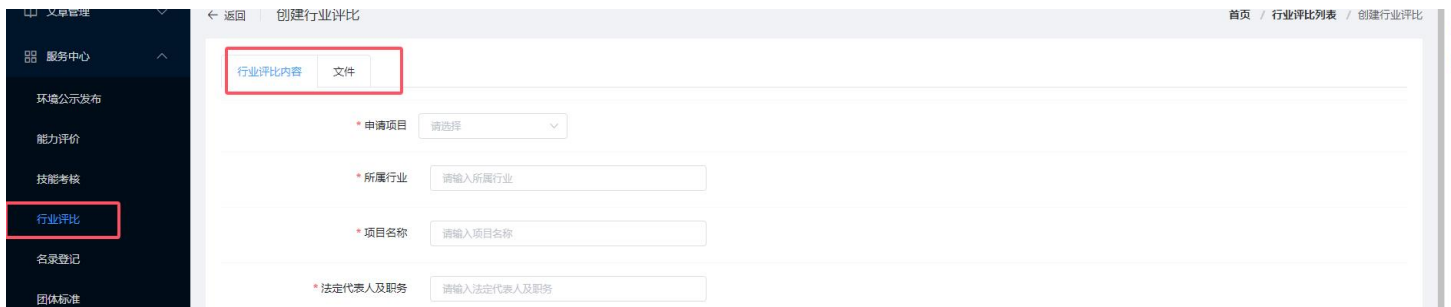 文章管理
← 返回 创建行业评比
首页 / 行业评比列表 / 创建行业评比
服务中心
环境公示发布
能力评价
技能考核
行业评比
名录登记
团体标准
行业评比内容 文件
* 申请项目 请选择
* 所属行业 请输入所属行业
* 项目名称 请输入项目名称
* 法定代表人及职务 请输入法定代表人及职务